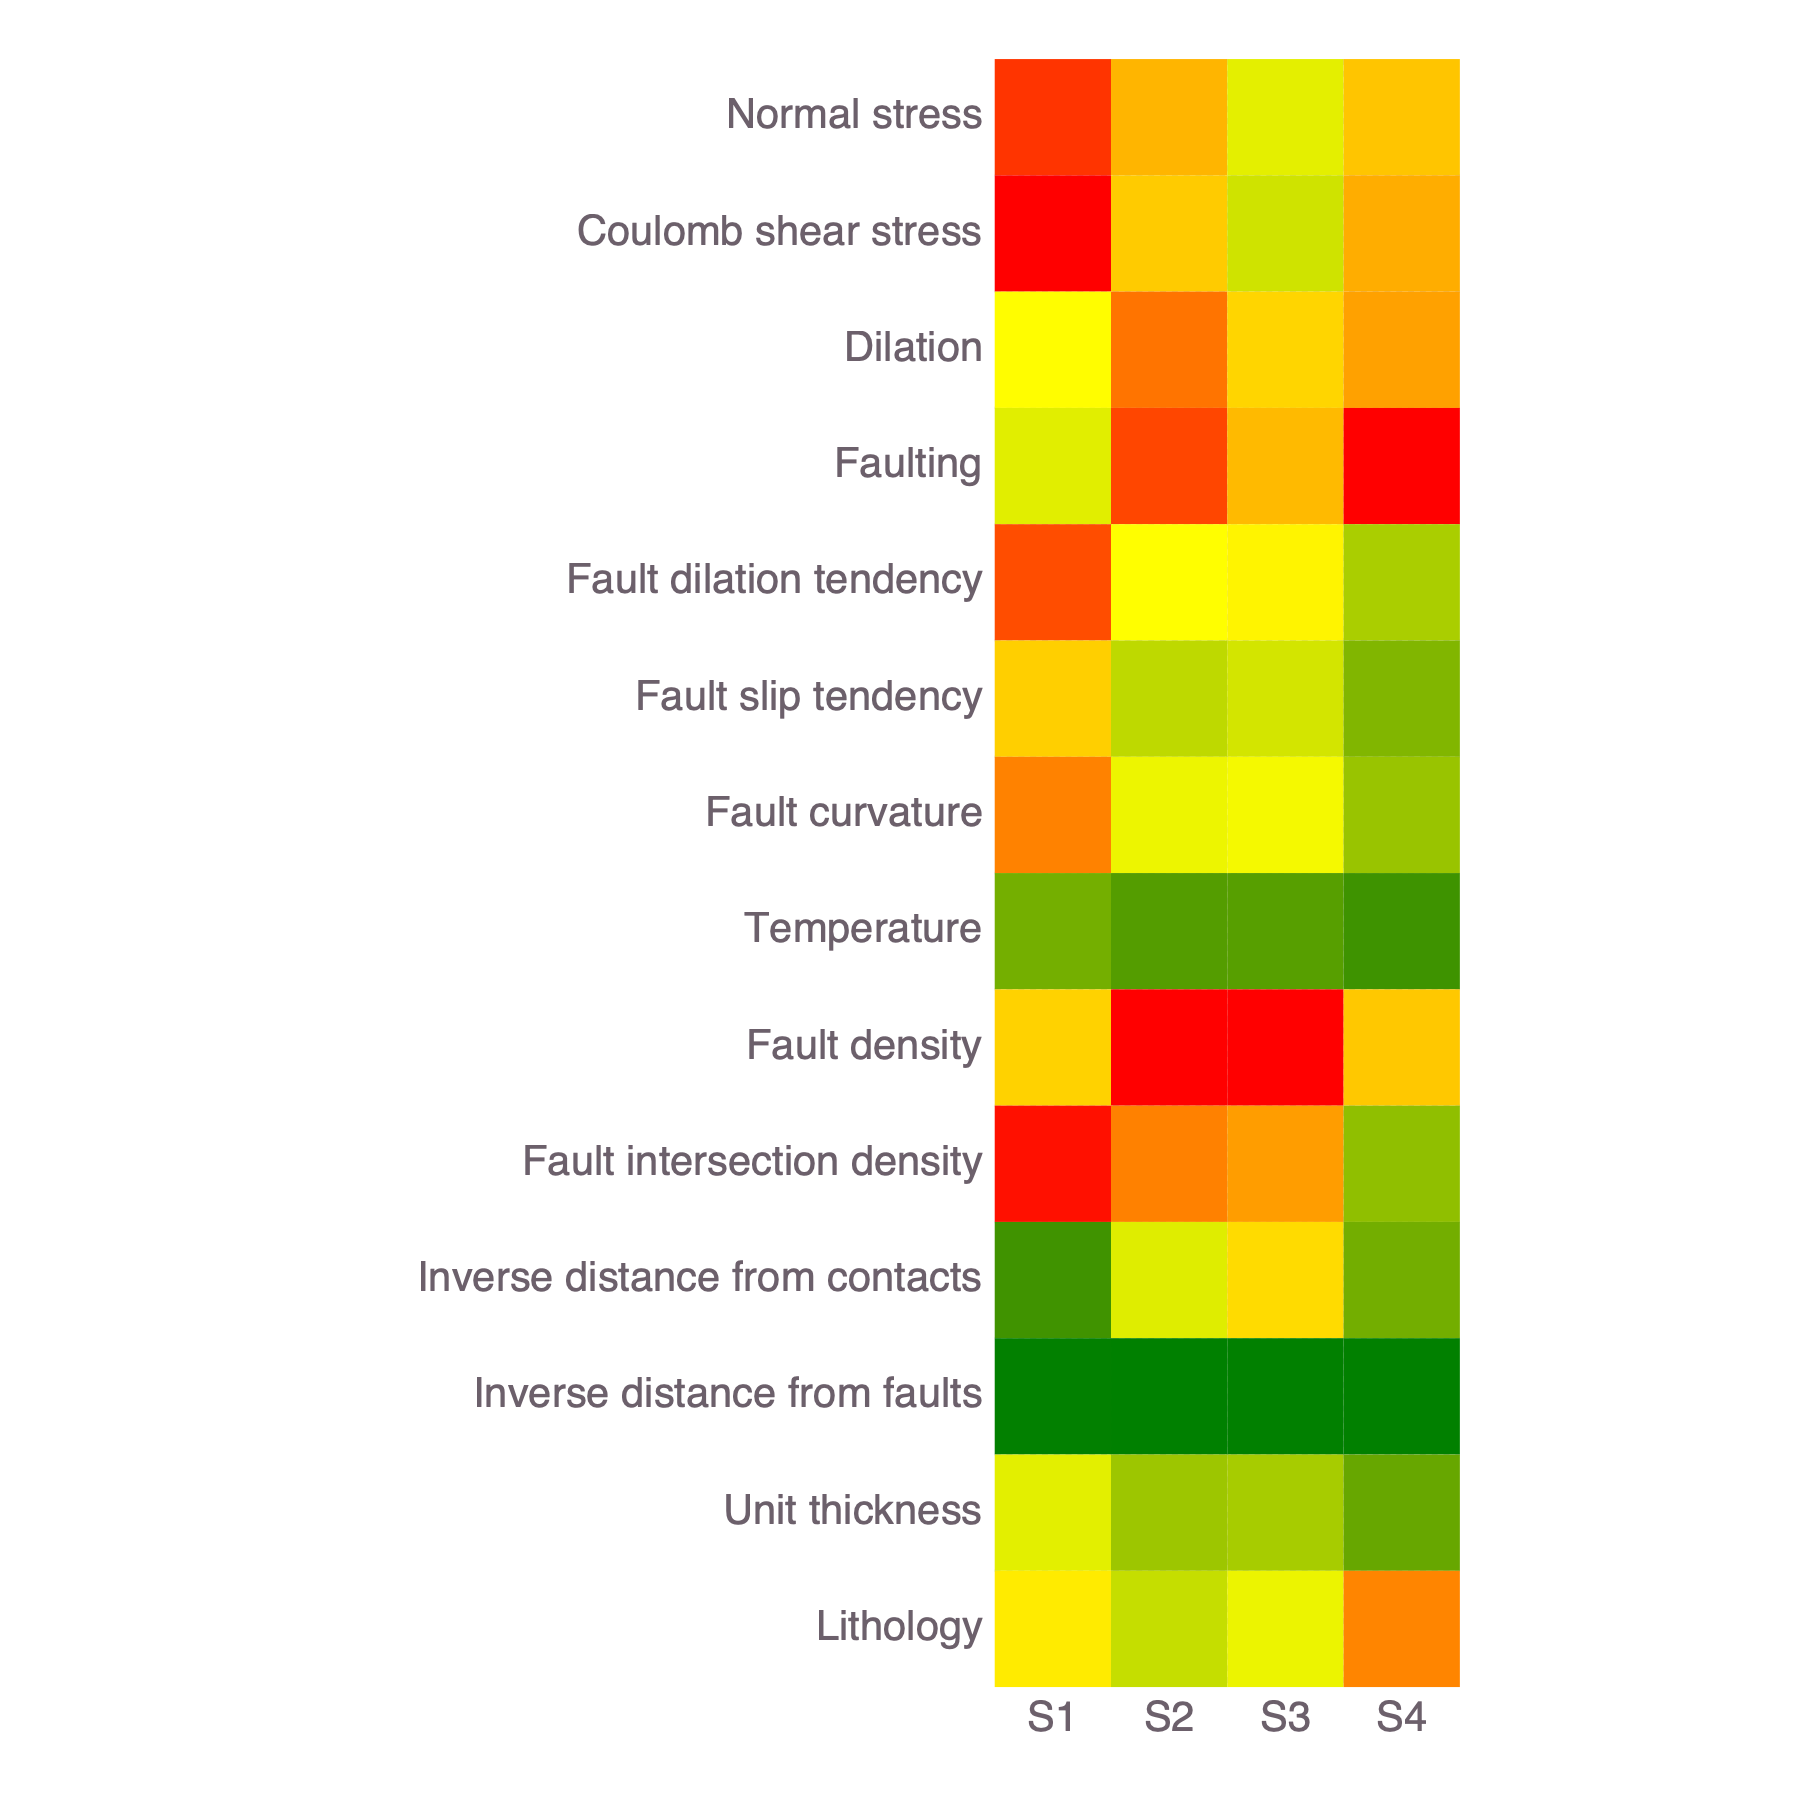 Normal stress
Coulomb shear stress
Dilation
Faulting
Fault dilation tendency
Fault slip tendency
Fault curvature
Temperature
Fault density
Fault intersection density
Inverse distance from contacts
Inverse distance from faults
Unit thickness
Lithology
S1 S2 S3 S4